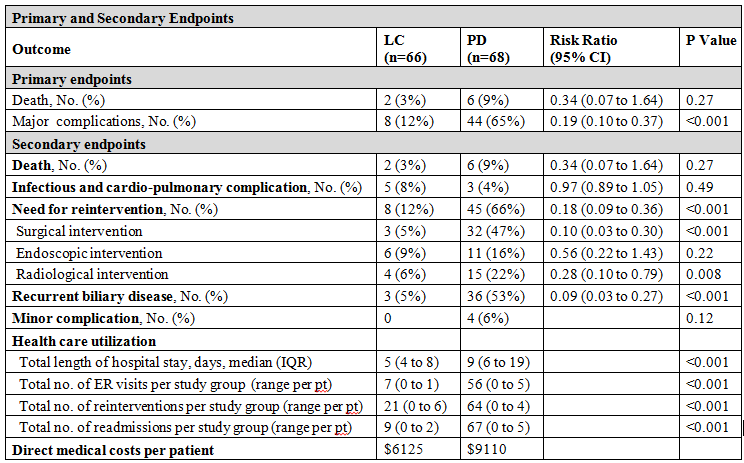 Primary and Secondary Endpoints
Outcome LC (n=66) PD (n=68) Risk Ratio (95% CI) P Value
Primary endpoints
Death, No. (%) 2 (3%) 6 (9%) 0.34 (0.07 to 1.64) 0.27
Major complications, No. (%) 8 (12%) 44 (65%) 0.19 (0.10 to 0.37) <0.001
Secondary endpoints
Death, No. (%) 2 (3%) 6 (9%) 0.34 (0.07 to 1.64) 0.27
Infectious and cardio-pulmonary complication, No. (%) 5 (8%) 3 (4%) 0.97 (0.89 to 1.05) 0.49
Need for reintervention, No. (%) 8 (12%) 45 (66%) 0.18 (0.09 to 0.36) <0.001
Surgical intervention 3 (5%) 32 (47%) 0.10 (0.03 to 0.30) <0.001
Endoscopic intervention 6 (9%) 11 (16%) 0.56 (0.22 to 1.43) 0.22
Radiological intervention 4 (6%) 15 (22%) 0.28 (0.10 to 0.79) 0.008
Recurrent biliary disease, No. (%) 3 (5%) 36 (53%) 0.09 (0.03 to 0.27) <0.001
Minor complication, No. (%) 0 4 (6%) 0.12
Health care utilization
Total length of hospital stay, days, median (IQR) 5 (4 to 8) 9 (6 to 19) <0.001
Total no. of ER visits per study group (range per pt) 7 (0 to 1) 56 (0 to 5) <0.001
Total no. of reinterventions per study group (range per pt) 21 (0 to 6) 64 (0 to 4) <0.001
Total no. of readmissions per study group (range per pt) 9 (0 to 2) 67 (0 to 5) <0.001
Direct medical costs per patient $6125 $9110